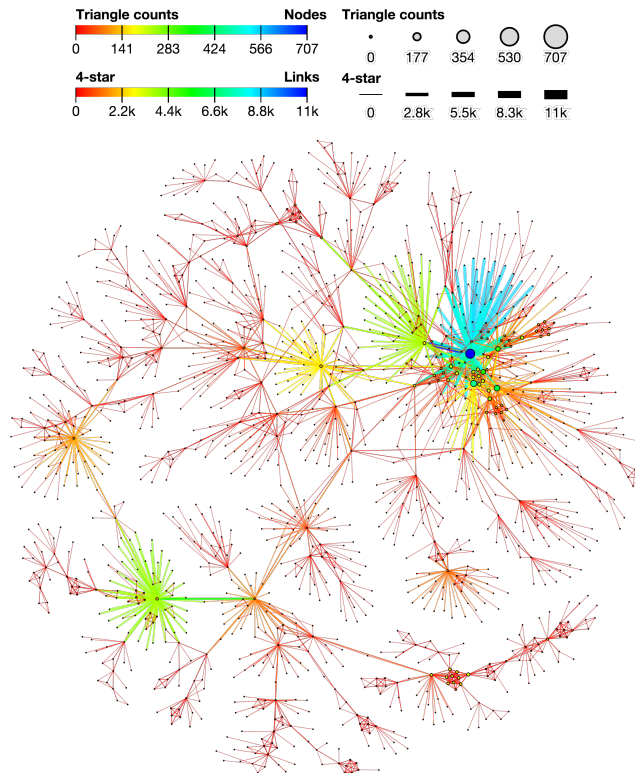 Triangle counts Nodes
0 141 283 424 566 707
4-star Links
0 2.2k 4.4k 6.6k 8.8k 11k
Triangle counts
0 177 354 530 707
4-star
0 2.8k 5.5k 8.3k 11k